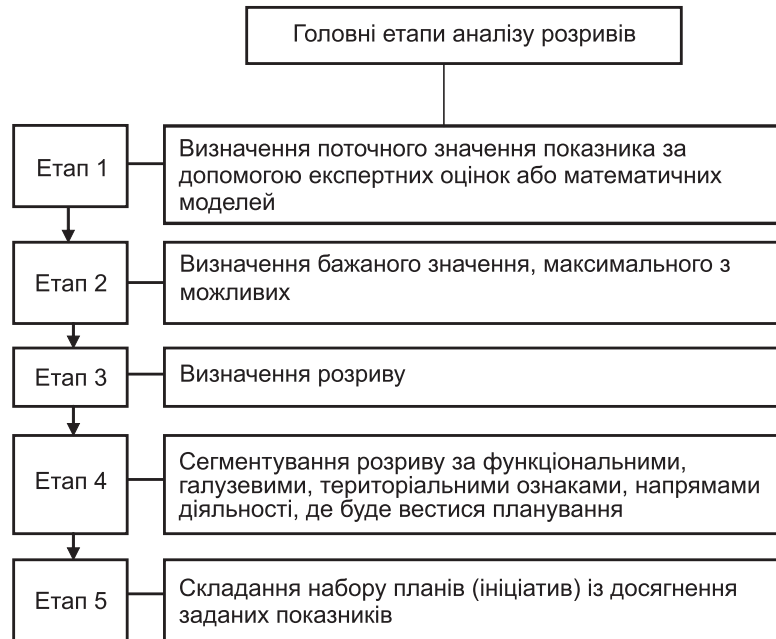 Головні етапи аналізу розривів
Етап 1
Визначення поточного значення показника за
допомогою експертних оцінок або математичних
моделей
Етап 2
Визначення бажаного значення, максимального з
можливих
Етап 3
Визначення розриву
Етап 4
Сегментування розриву за функціональними,
галузевими, територіальними ознаками, напрямами
діяльності, де буде вестися планування
Етап 5
Складання набору планів (ініціатив) із досягнення
заданих показників